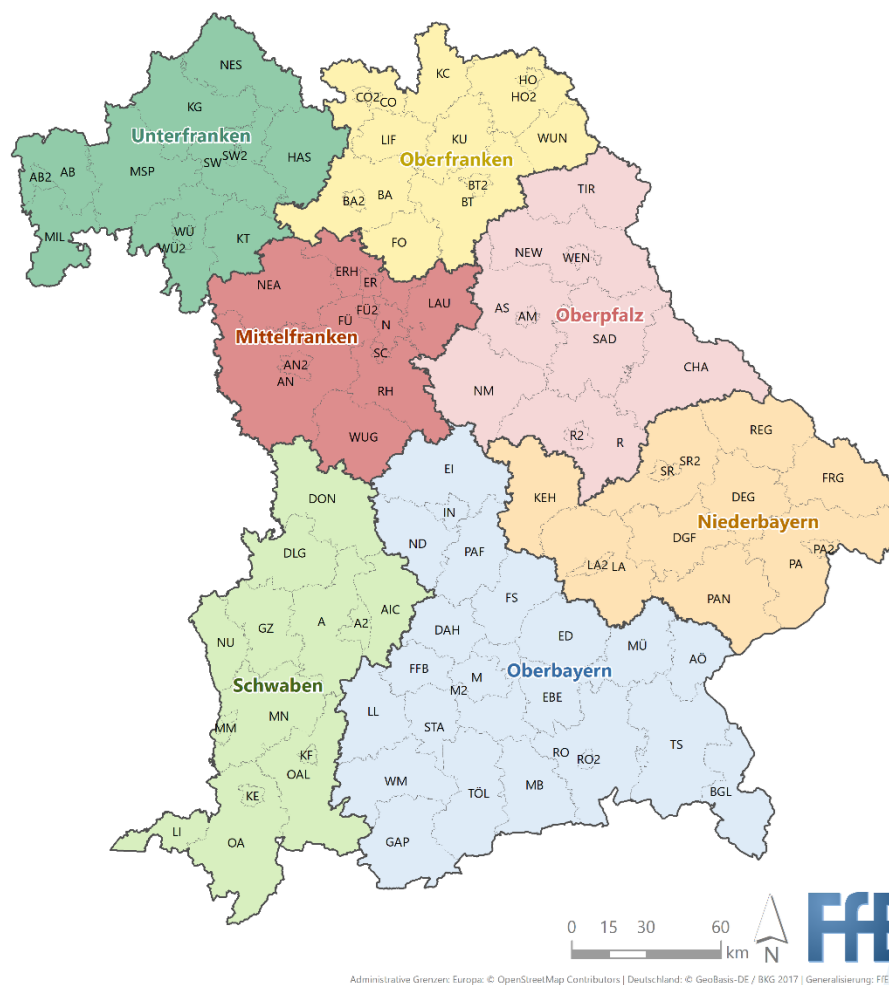 NES
KC
HO
CO2
CO
HO2
KG
Unterfranken
LIF
KU
WUN
SW2
SW
HAS
Oberfranken
AB2
AB
MSP
BT2
TIR
BA2
BA
BT
MIL
WÜ
WÜ2
KT
FO
NEW
WEN
ERH
NEA
ER
LAU
FÜ2
FÜ
N
AS
AM
Oberpfalz
Mittelfranken
SC
SAD
AN2
AN
CHA
RH
NM
WUG
R2
R
REG
EI
SR
SR2
FRG
DON
KEH
DEG
IN
Niederbayern
ND
DGF
DLG
PAF
PA2
LA2
LA
PA
FS
PAN
AIC
A
A2
GZ
DAH
ED
MÜ
NU
AÖ
FFB
M
Oberbayern
Schwaben
M2
EBE
LL
MN
MM
STA
TS
KF
RO
RO2
OAL
WM
MB
TÖL
BGL
KE
LI
OA
GAP
FfE
0 15 30 60
km
N
Administrative Grenzen: Europa: © OpenStreetMap Contributors | Deutschland: © GeoBasis-DE / BKG 2017 | Generalisierung: FfE